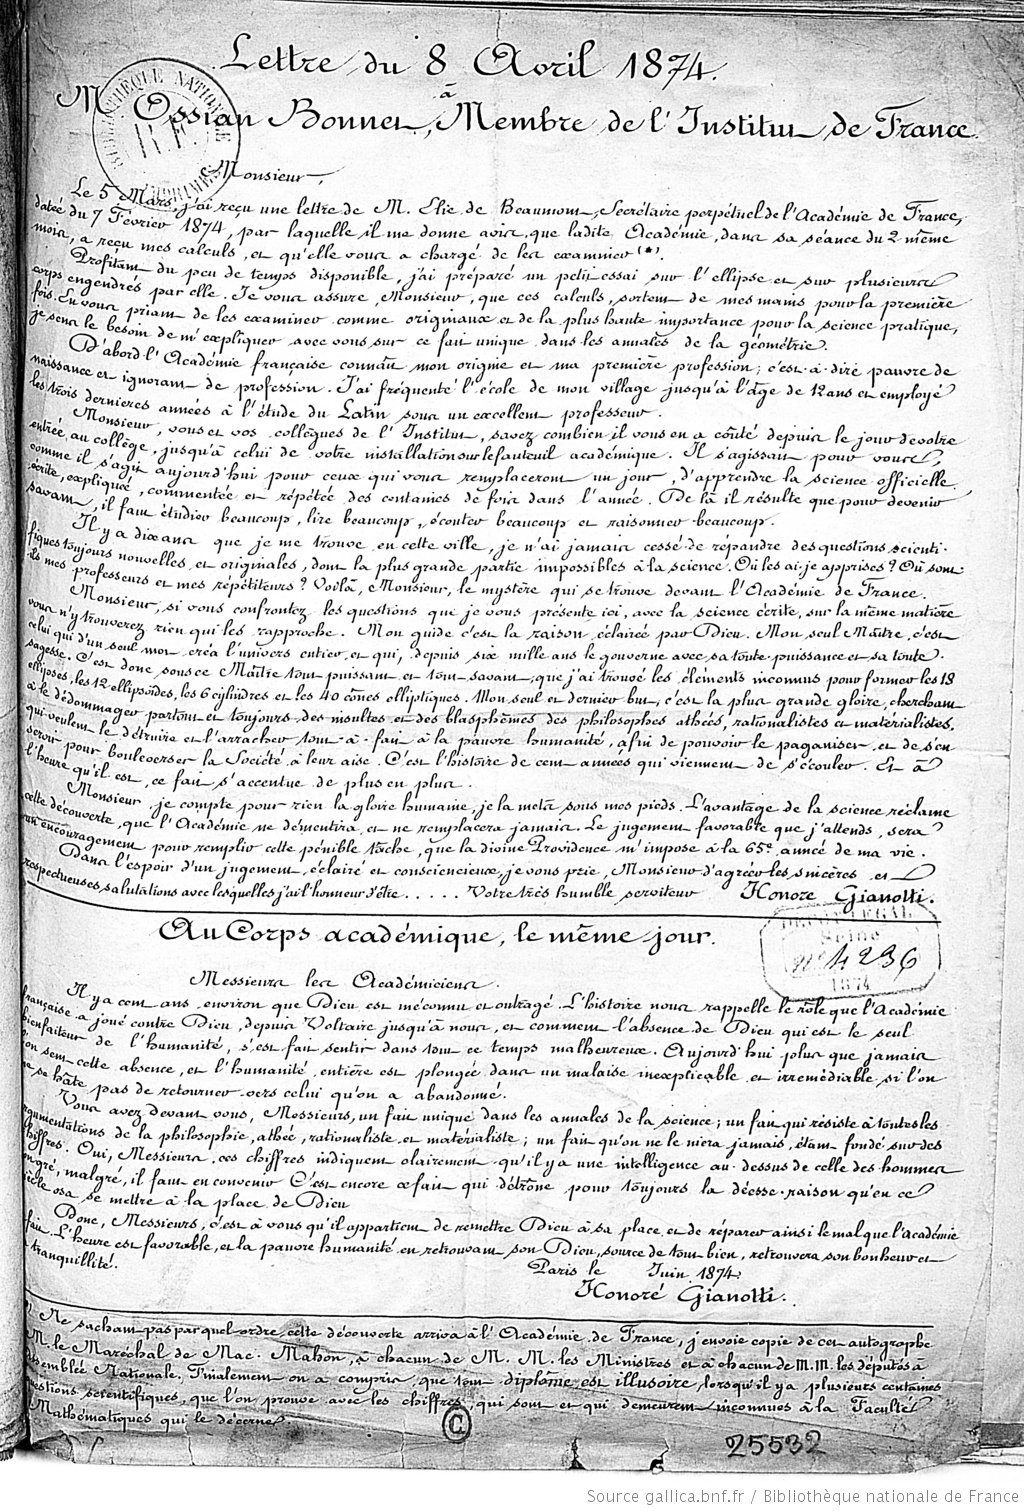 Lettre du 8 Avril 1874.
à
Mr Ossian Bonnet, Membre de l'Institut de France
BIBLIOTHÈQUE NATIONALE
R.F.
IMPRIMÉS
Monsieur,
Le 5 Mars, j'ai reçu une lettre de M. Elie de Beaumont, Secrétaire perpétuel de l'Académie de France,
datée du 7 Février 1874, par laquelle il me donne avis que ladite Académie, dans sa séance du 2 même
mois, a reçu mes calculs, et qu'elle vous a chargé de les examiner (*).
Profitant du peu de temps disponible, j'ai préparé un petit essai sur l'ellipse et sur plusieurs
corps engendrés par elle. Je vous assure, Monsieur, que ces calculs, sortent de mes mains pour la première
fois. En vous priant de les examiner comme originaux et de la plus haute importance pour la science pratique,
je sens le besoin de m'expliquer avec vous sur ce fait unique dans les annales de la géométrie.
D'abord l'Académie française connaît mon origine et ma première profession; c'est-à-dire pauvre de
naissance et ignorant de profession. J'ai fréquenté l'école de mon village jusqu'à l'âge de 12 ans et employé
les trois dernières années à l'étude du Latin sous un excellent professeur.
Monsieur, vous et vos collègues de l'Institut, savez combien il vous en a coûté depuis le jour de votre
entrée au collège, jusqu'à celui de votre installation sur le fauteuil académique. Il s'agissait pour vous,
comme il s'agit aujourd'hui pour ceux qui vous remplaceront un jour, d'apprendre la science officielle,
écrite, expliquée, commentée et répétée des centaines de fois dans l'année. De là il résulte que pour devenir
savant, il faut étudier beaucoup, lire beaucoup, écouter beaucoup et raisonner beaucoup.
Il y a dix ans que je me trouve en cette ville, je n'ai jamais cessé de répandre des questions scienti-
fiques toujours nouvelles et originales, dont la plus grande partie impossibles à la science. Où les ai-je apprises? Où sont-
ils mes professeurs et mes répétiteurs? Voilà, Monsieur, le mystère qui se trouve devant l'Académie de France.
Monsieur, si vous confrontez les questions que je vous présente ici, avec la science écrite, sur la même matière
vous n'y trouverez rien qui les rapproche. Mon guide c'est la raison éclairée par Dieu. Mon seul Maître, c'est
celui qui d'un seul mot, créa l'univers entier et qui, depuis six mille ans le gouverne avec sa toute puissance et sa toute
sagesse. C'est donc sous ce Maître tout puissant et tout savant, que j'ai trouvé les éléments inconnus pour former les 18
ellipses, les 12 ellipsoïdes, les 6 cylindres et les 40 cônes elliptiques. Mon seul et dernier but, c'est la plus grande gloire, cherchant
à le dédommager partout et toujours des insultes et des blasphèmes des philosophes athées, rationalistes et matérialistes,
qui veulent le détruire et l'arracher tout-à-fait à la pauvre humanité, afin de pouvoir le paganiser et de s'en
servir pour bouleverser la Société à leur aise. C'est l'histoire de cent années qui viennent de s'écouler. Et à
l'heure qu'il est, ce fait s'accentue de plus en plus.
Monsieur, je compte pour rien la gloire humaine, je la mets sous mes pieds. L'avantage de la science réclame
cette découverte, que l'Académie ne démentira et ne remplacera jamais. Le jugement favorable que j'attends, sera
un encouragement pour remplir cette pénible tâche, que la divine Providence m'impose à la 65e année de ma vie.
Dans l'espoir d'un jugement éclairé et consciencieux, je vous prie, Monsieur d'agréer les sincères et
respectueuses salutations avec lesquelles j'ai l'honneur d'être ..... Votre très humble serviteur Honoré Gianotti.
DÉPÔT LÉGAL
Seine
n° 4236
1874
Au Corps académique, le même jour.
Messieurs les Académiciens.
Il y a cent ans environ que Dieu est méconnu et outragé. L'histoire nous rappelle le rôle que l'Académie
française a joué contre Dieu, depuis Voltaire jusqu'à nous, et comment l'absence de Dieu qui est le seul
bienfaiteur de l'humanité, s'est fait sentir dans tout ce temps malheureux. Aujourd'hui plus que jamais
on sent cette absence, et l'humanité entière est plongée dans un malaise inexplicable et irremédiable si l'on
ne se hâte pas de retourner vers celui qu'on a abandonné.
Vous avez devant vous, Messieurs, un fait unique dans les annales de la science; un fait qui résiste à toutes les
argumentations de la philosophie, athée, rationaliste et matérialiste; un fait qu'on ne le niera jamais, étant fondé sur des
chiffres. Oui, Messieurs, ces chiffres indiquent clairement qu'il y a une intelligence au-dessus de celle des hommes
malgré, il faut en convenir C'est encore ce fait qui détrône pour toujours la déesse-raison qu'en ce
siècle osa se mettre à la place de Dieu
Donc, Messieurs, c'est à vous qu'il appartient de remettre Dieu à sa place et de réparer ainsi le mal que l'Académie
fait. L'heure est favorable, et la pauvre humanité en retrouvant son Dieu, source de tout bien, retrouvera son bonheur et
tranquillité.
Paris le Juin 1874.
Honoré Gianotti.
Ne sachant pas par quel ordre cette découverte arriva à l'Académie de France, j'envoie copie de cet autographe
M. le Maréchal de Mac-Mahon, à chacun de M.M. les Ministres et à chacun de M.M. les députés à
Assemblée Nationale. Finalement on a compris, que tout diplôme est illusoire, lorsqu'il y a plusieurs centaines
questions scientifiques, que l'on prouve avec les chiffres, qui sont et qui demeurent inconnues à la Faculté
Mathématiques qui le décerne.
©
25532
Source gallica.bnf.fr / Bibliothèque nationale de France